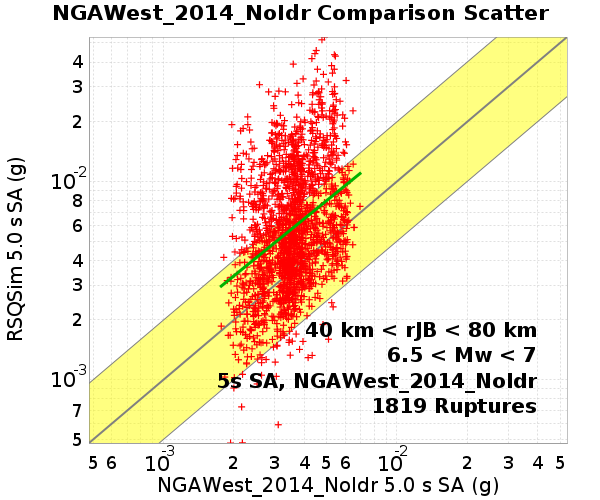 NGAWest_2014_NoIdr Comparison Scatter
4
3
2
10⁻²
8
6
4
3
2
10⁻³
7
5
RSQSim 5.0 s SA (g)
40 km < rJB < 80 km
6.5 < Mw < 7
5s SA, NGAWest_2014_NoIdr
1819 Ruptures
5 6 10⁻³ 2 3 4 5 6 10⁻² 2 3 4 5
NGAWest_2014_NoIdr 5.0 s SA (g)